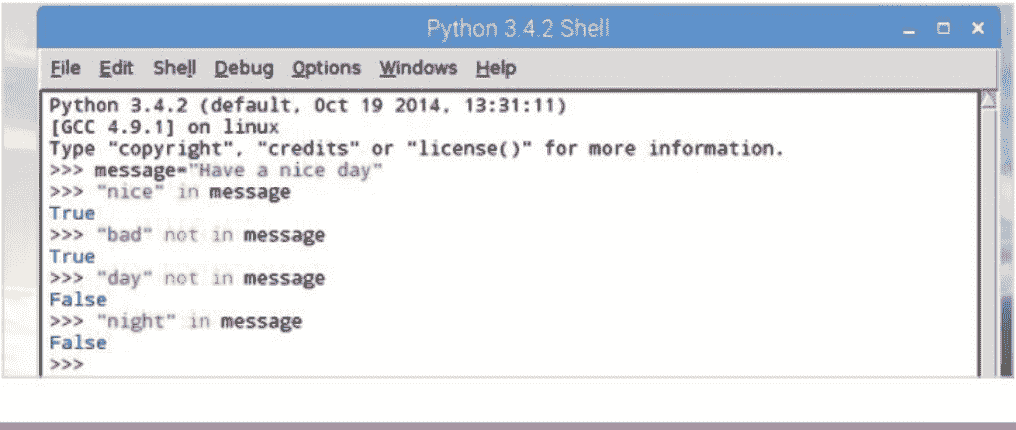 Python 3.4.2 Shell
File Edit Shell Debug Options Windows Help
Python 3.4.2 (default, Oct 19 2014, 13:31:11)
[GCC 4.9.1] on linux
Type "copyright", "credits" or "license()" for more information.
>>> message="Have a nice day"
>>> "nice" in message
True
>>> "bad" not in message
True
>>> "day" not in message
False
>>> "night" in message
False
>>>